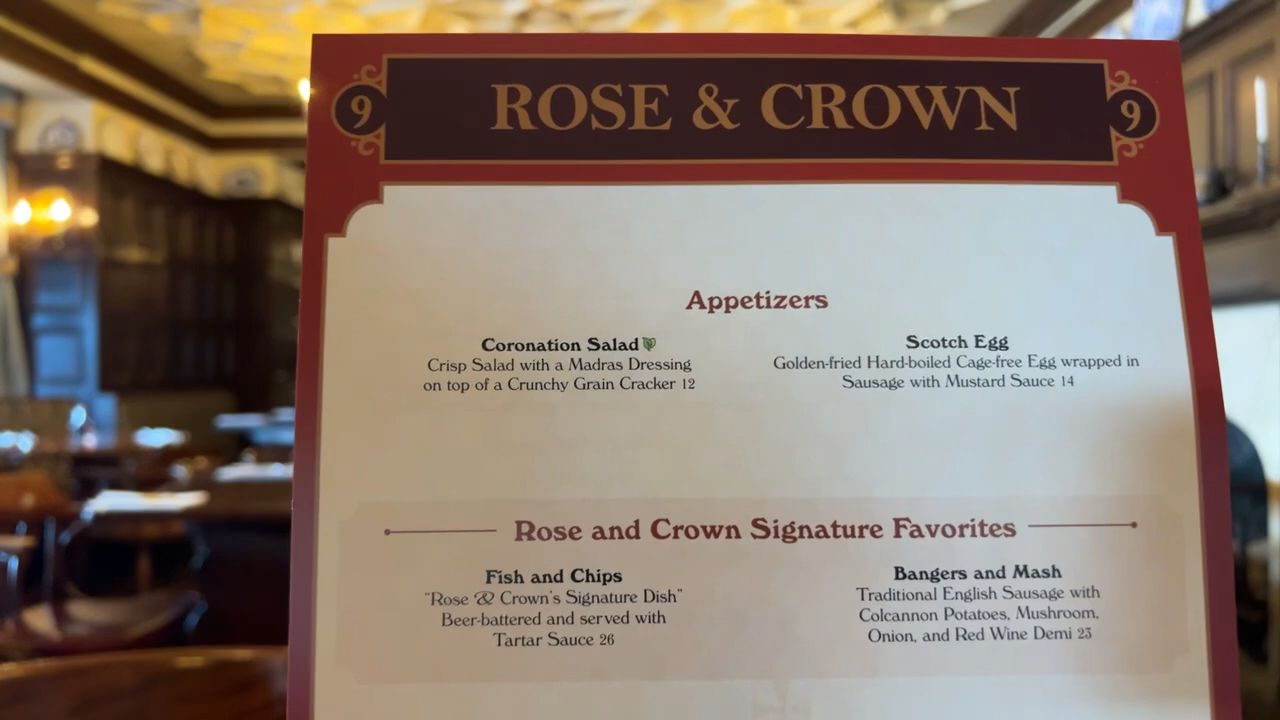 9 ROSE & CROWN 9
Appetizers
Coronation Salad
Crisp Salad with a Madras Dressing
on top of a Crunchy Grain Cracker 12
Scotch Egg
Golden-fried Hard-boiled Cage-free Egg wrapped in
Sausage with Mustard Sauce 14
Rose and Crown Signature Favorites
Fish and Chips
"Rose & Crown's Signature Dish"
Beer-battered and served with
Tartar Sauce 26
Bangers and Mash
Traditional English Sausage with
Colcannon Potatoes, Mushroom,
Onion, and Red Wine Demi 23